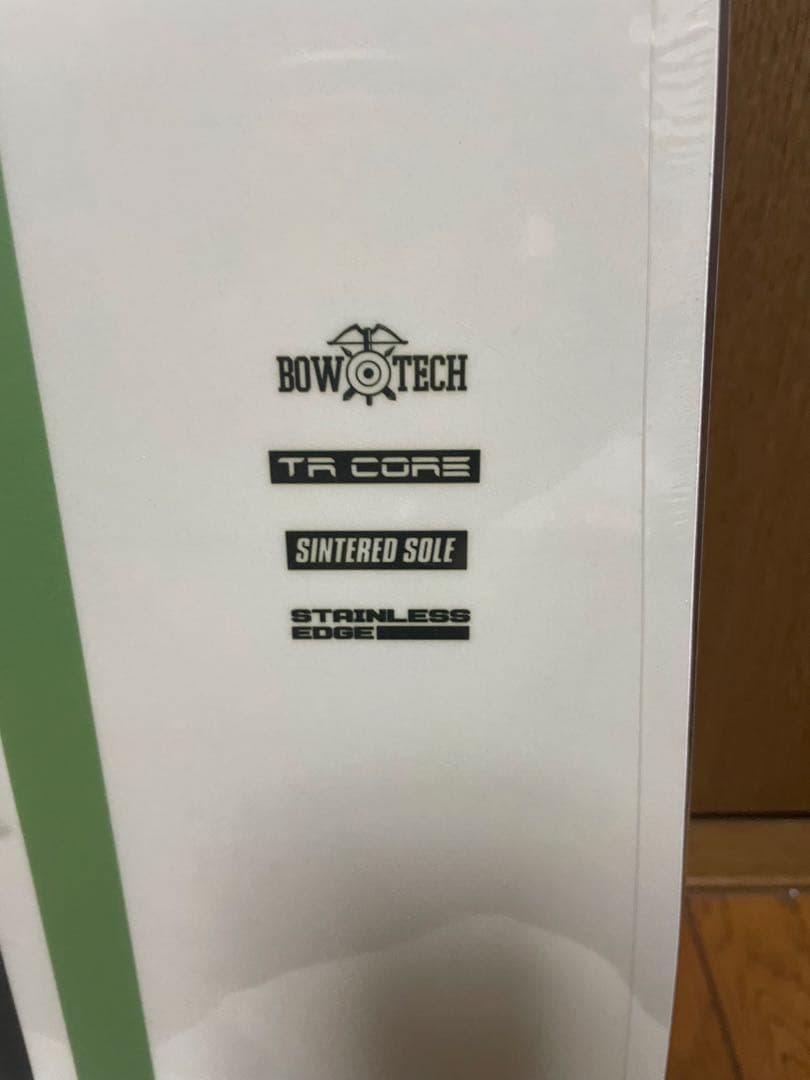 BOW TECH
TR CORE
SINTERED SOLE
STAINLESS
EDGE